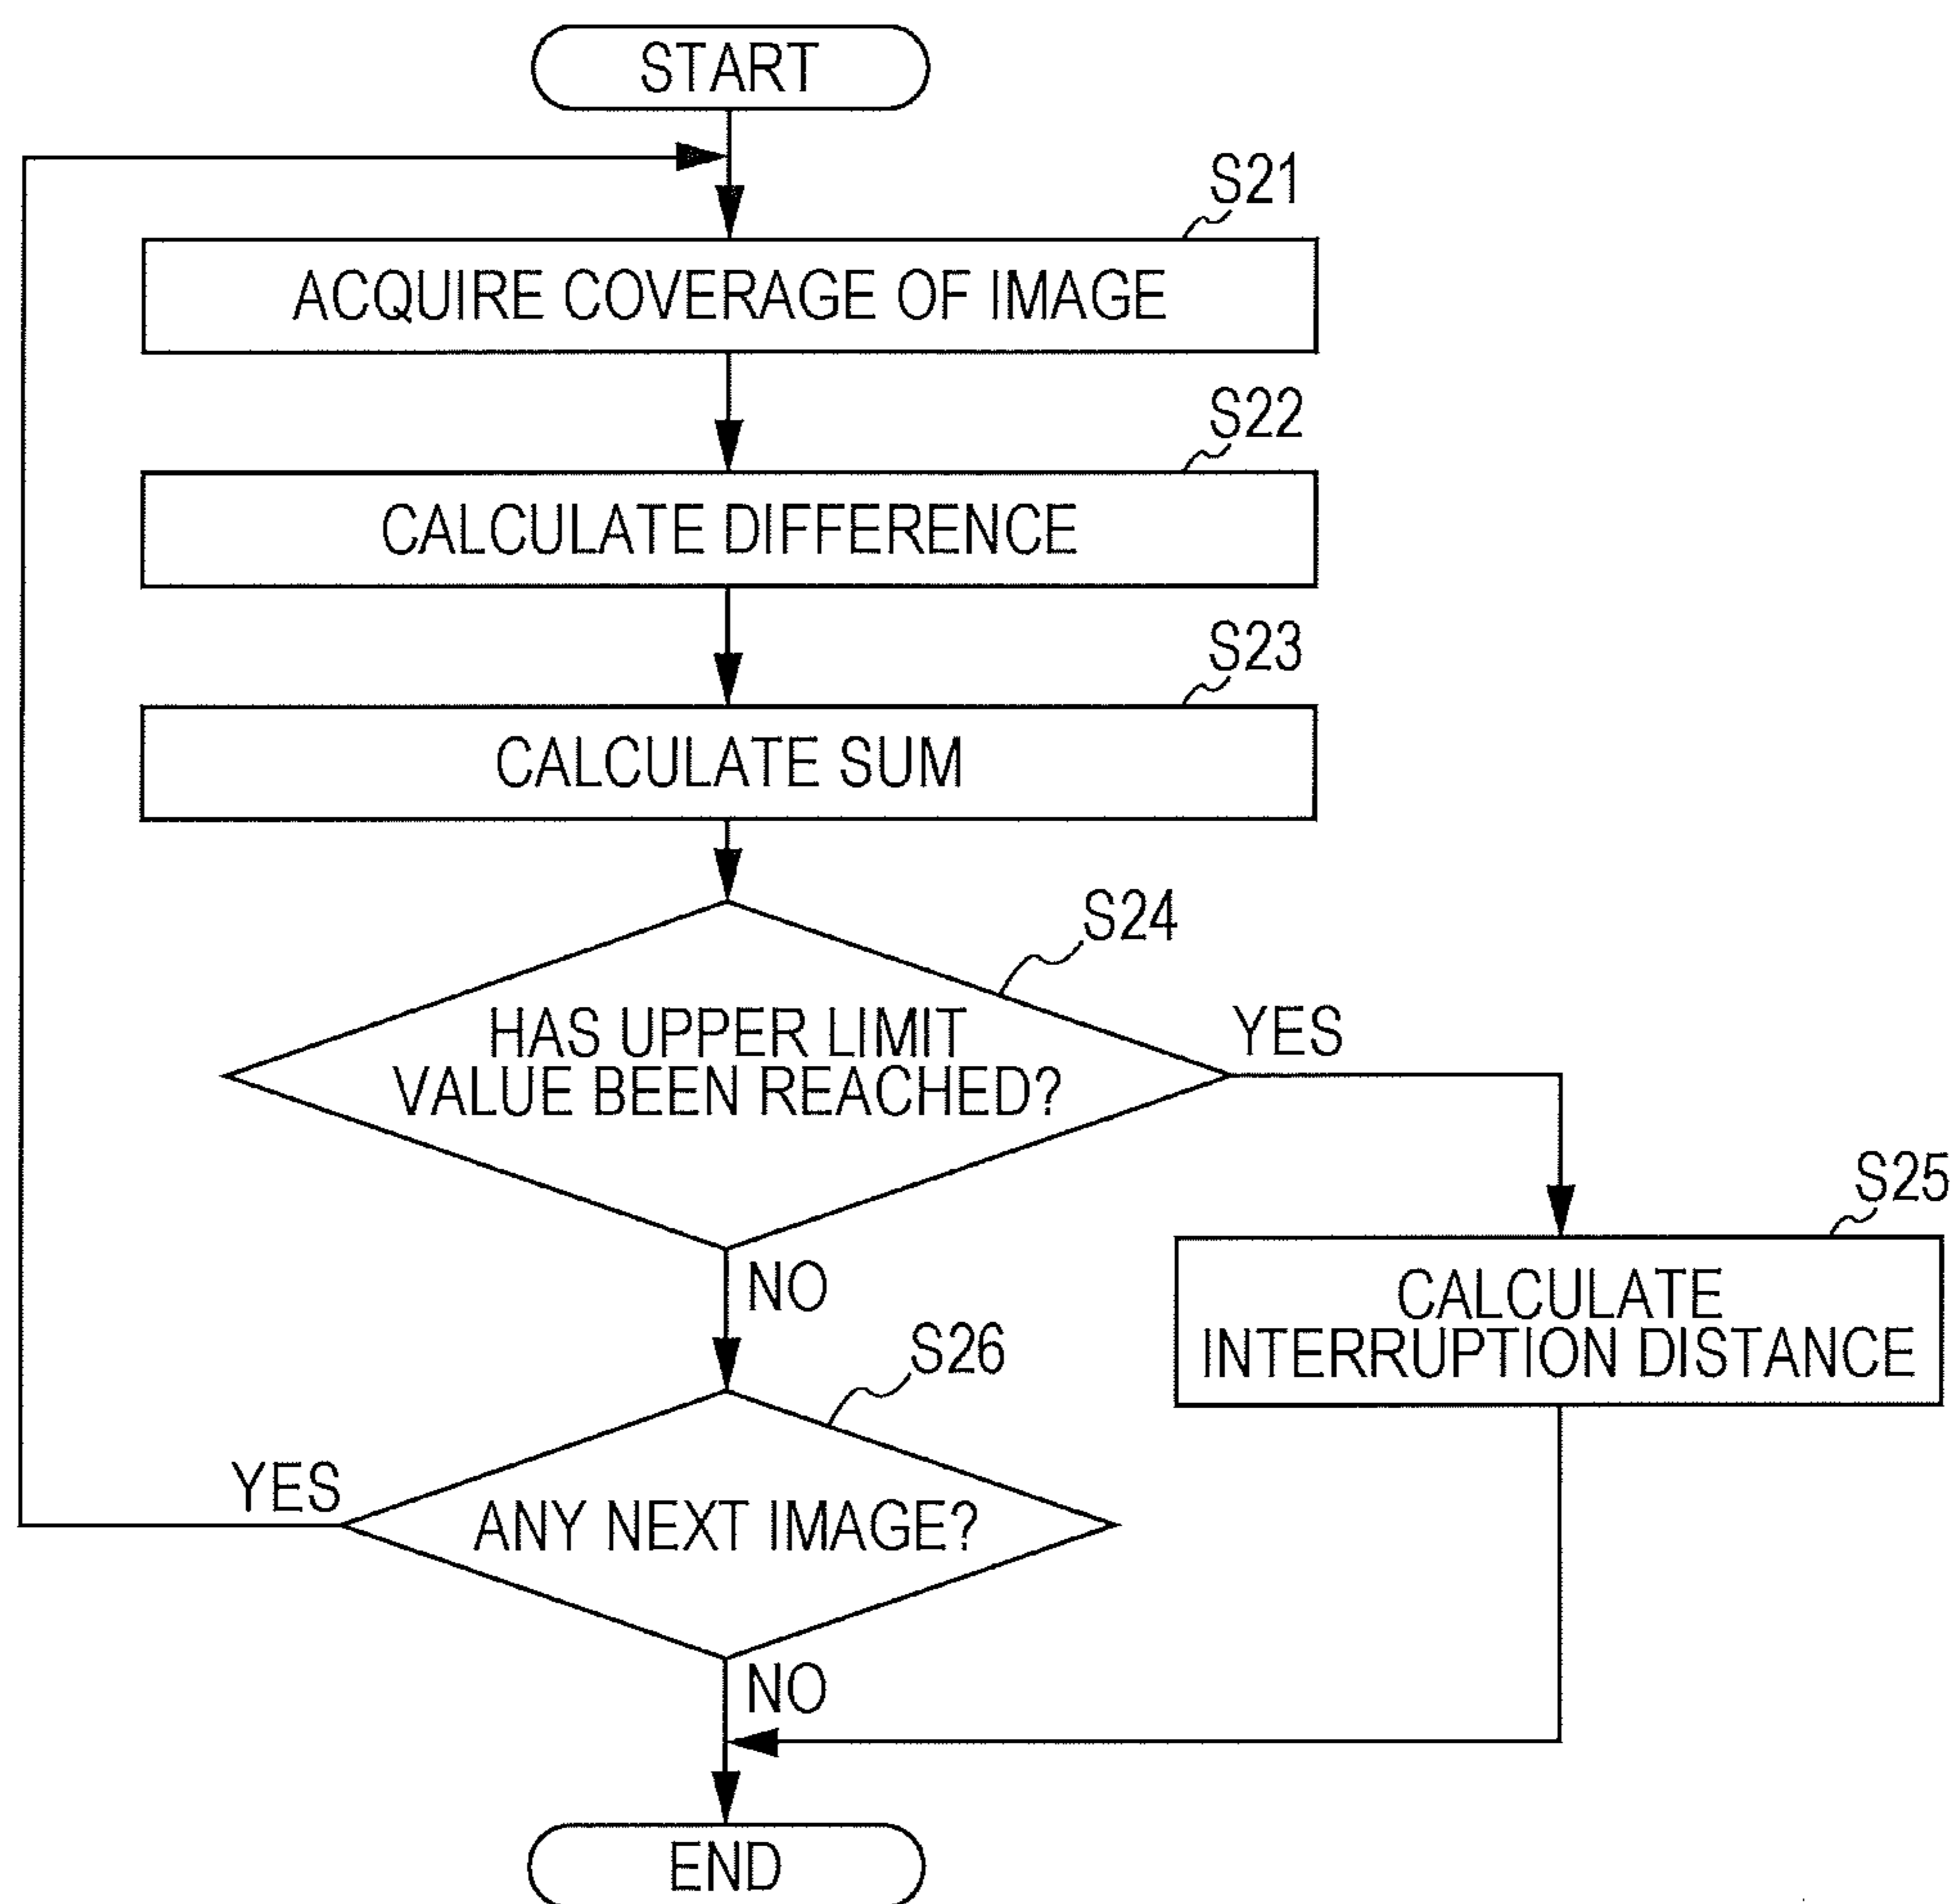 START
S21
ACQUIRE COVERAGE OF IMAGE
S22
CALCULATE DIFFERENCE
S23
CALCULATE SUM
S24
HAS UPPER LIMIT
VALUE BEEN REACHED?
YES
S25
CALCULATE
INTERRUPTION DISTANCE
NO
S26
YES
ANY NEXT IMAGE?
NO
END